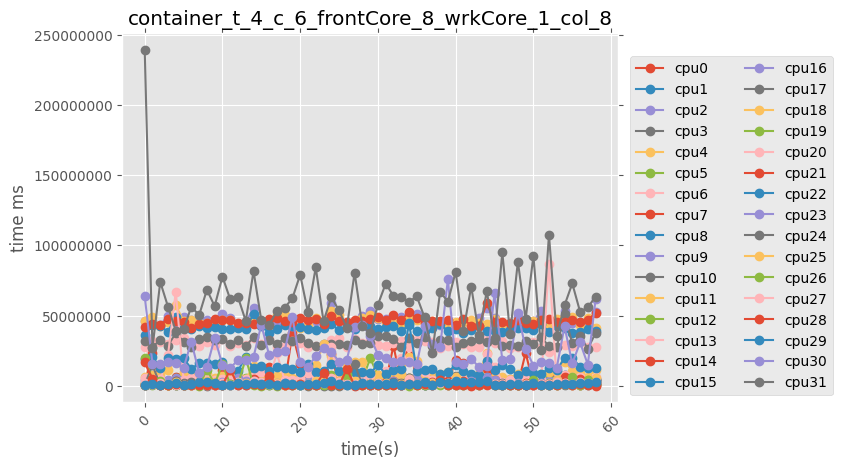 container_t_4_c_6_frontCore_8_wrkCore_1_col_8
250000000
200000000
150000000
100000000
50000000
0
time ms
0
10
20
30
40
50
60
time(s)
cpu0
cpu1
cpu2
cpu3
cpu4
cpu5
cpu6
cpu7
cpu8
cpu9
cpu10
cpu11
cpu12
cpu13
cpu14
cpu15
cpu16
cpu17
cpu18
cpu19
cpu20
cpu21
cpu22
cpu23
cpu24
cpu25
cpu26
cpu27
cpu28
cpu29
cpu30
cpu31